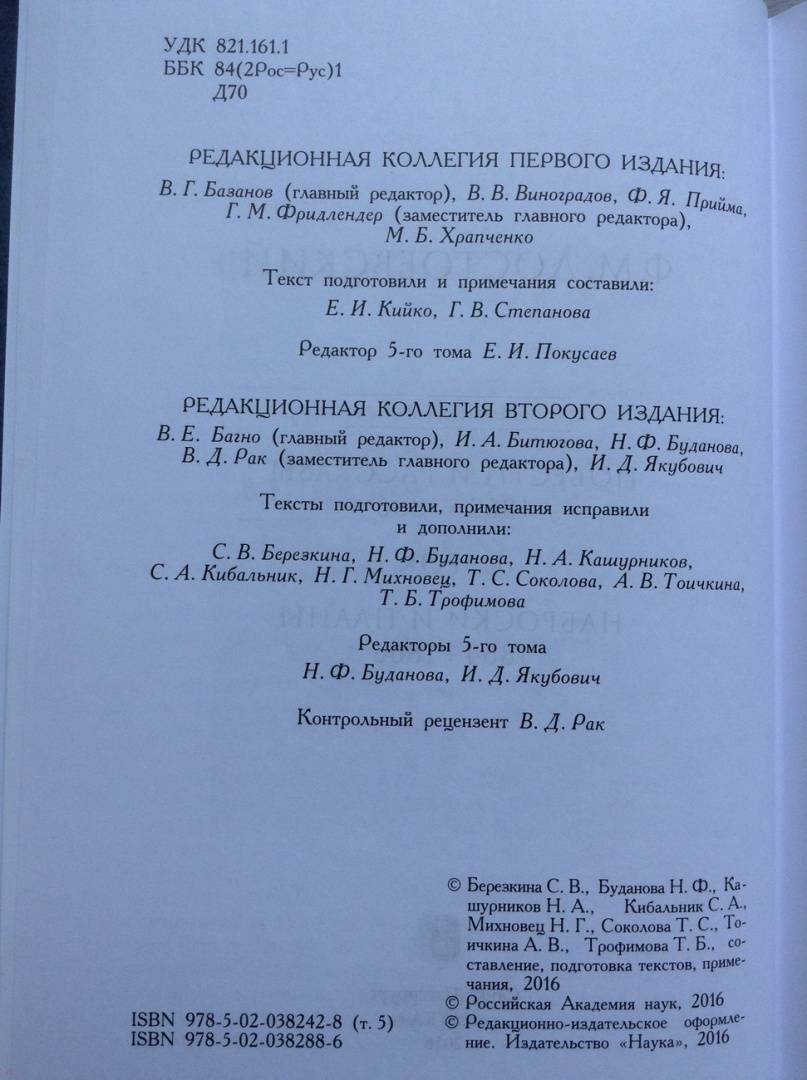 УДК 821.161.1
ББК 84(2Рос=Рус)1
Д70
РЕДАКЦИОННАЯ КОЛЛЕГИЯ ПЕРВОГО ИЗДАНИЯ:
В. Г. Базанов (главный редактор), В. В. Виноградов, Ф. Я. Прийма,
Г. М. Фридлендер (заместитель главного редактора),
М. Б. Храпченко
Текст подготовили и примечания составили:
Е. И. Кийко, Г. В. Степанова
Редактор 5-го тома Е. И. Покусаев
РЕДАКЦИОННАЯ КОЛЛЕГИЯ ВТОРОГО ИЗДАНИЯ:
В. Е. Багно (главный редактор), И. А. Битюгова, Н. Ф. Буданова,
В. Д. Рак (заместитель главного редактора), И. Д. Якубович
Тексты подготовили, примечания исправили
и дополнили:
С. В. Березкина, Н. Ф. Буданова, Н. А. Кашурников,
С. А. Кибальник, Н. Г. Михновец, Т. С. Соколова, А. В. Тоичкина,
Т. Б. Трофимова
Редакторы 5-го тома
Н. Ф. Буданова, И. Д. Якубович
Контрольный рецензент В. Д. Рак
© Березкина С. В., Буданова Н. Ф., Ка-
шурников Н. А., Кибальник С. А.,
Михновец Н. Г., Соколова Т. С., То-
ичкина А. В., Трофимова Т. Б., со-
ставление, подготовка текстов, приме-
чания, 2016
© Российская Академия наук, 2016
ISBN 978-5-02-038242-8 (т. 5) © Редакционно-издательское оформле-
ISBN 978-5-02-038288-6 ние. Издательство «Наука», 2016